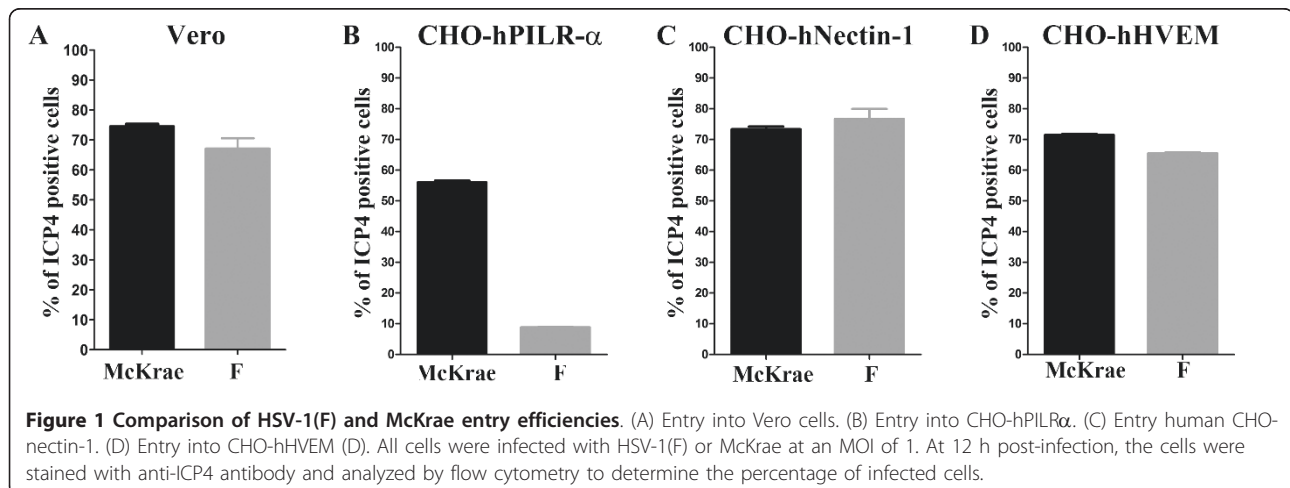 A Vero
% of ICP4 positive cells
100
90
80
70
60
50
40
30
20
10
0
McKrae F
B CHO-hPILR-α
% of ICP4 positive cells
100
90
80
70
60
50
40
30
20
10
0
McKrae F
C CHO-hNectin-1
% of ICP4 positive cells
100
90
80
70
60
50
40
30
20
10
0
McKrae F
D CHO-hHVEM
% of ICP4 positive cells
100
90
80
70
60
50
40
30
20
10
0
McKrae F
Figure 1 Comparison of HSV-1(F) and McKrae entry efficiencies. (A) Entry into Vero cells. (B) Entry into CHO-hPILRα. (C) Entry human CHO-
nectin-1. (D) Entry into CHO-hHVEM (D). All cells were infected with HSV-1(F) or McKrae at an MOI of 1. At 12 h post-infection, the cells were
stained with anti-ICP4 antibody and analyzed by flow cytometry to determine the percentage of infected cells.